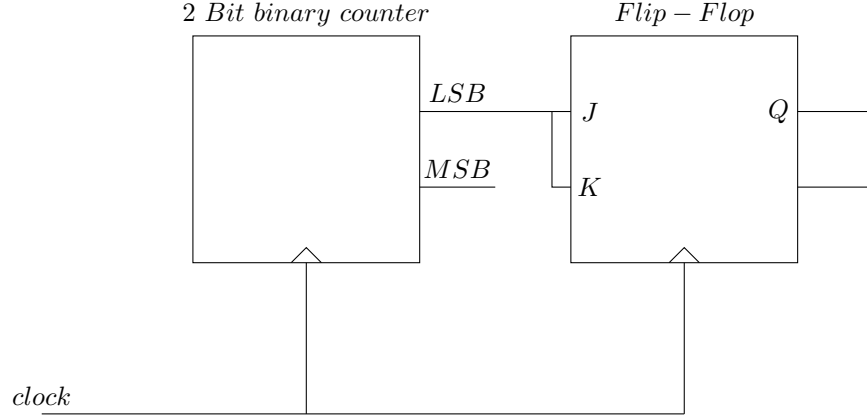 2 Bit binary counter
Flip − Flop
LSB
J
Q
MSB
K
clock